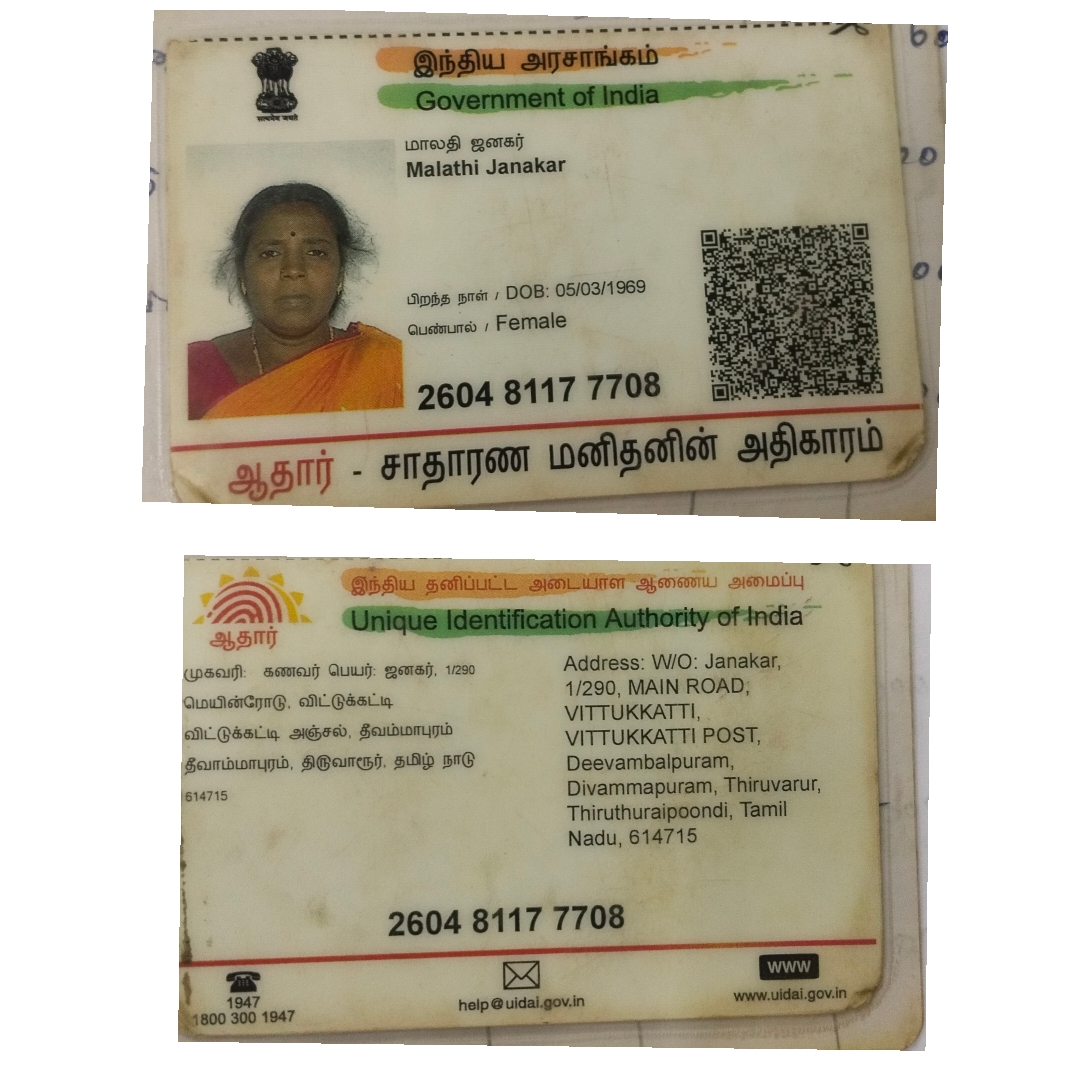 இந்திய அரசாங்கம்
Government of India
सत्यमेव जयते
மாலதி ஜனகர்
Malathi Janakar
பிறந்த நாள் / DOB: 05/03/1969
பெண்பால் / Female
2604 8117 7708
ஆதார் - சாதாரண மனிதனின் அதிகாரம்
இந்திய தனிப்பட்ட அடையாள ஆணைய அமைப்பு
Unique Identification Authority of India
ஆதார்
முகவரி: கணவர் பெயர்: ஜனகர், 1/290
மெயின்ரோடு, விட்டுக்கட்டி
விட்டுக்கட்டி அஞ்சல், தீவம்மாபுரம்
தீவாம்மாபுரம், திருவாரூர், தமிழ் நாடு
614715
Address: W/O: Janakar,
1/290, MAIN ROAD,
VITTUKKATTI,
VITTUKKATTI POST,
Deevambalpuram,
Divammapuram, Thiruvarur,
Thiruthuraipoondi, Tamil
Nadu, 614715
2604 8117 7708
1947
1800 300 1947
help@uidai.gov.in
www
www.uidai.gov.in